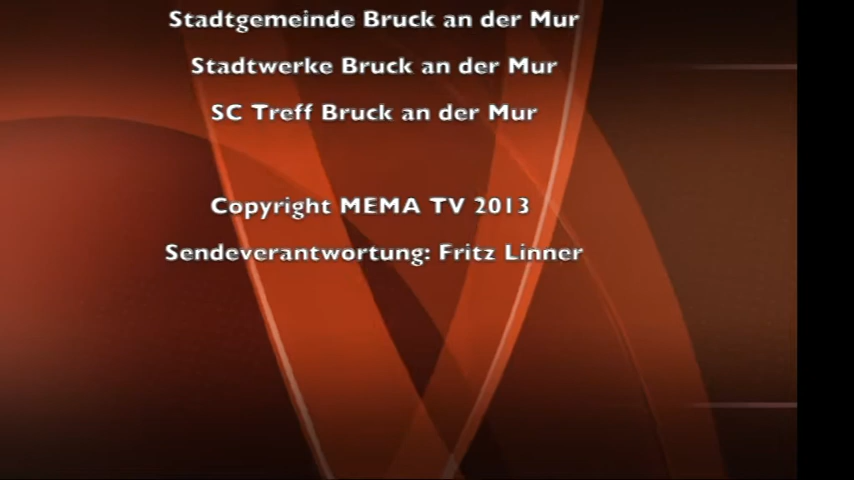 Stadtgemeinde Bruck an der Mur
Stadtwerke Bruck an der Mur
SC Treff Bruck an der Mur
Copyright MEMA TV 2013
Sendeverantwortung: Fritz Linner